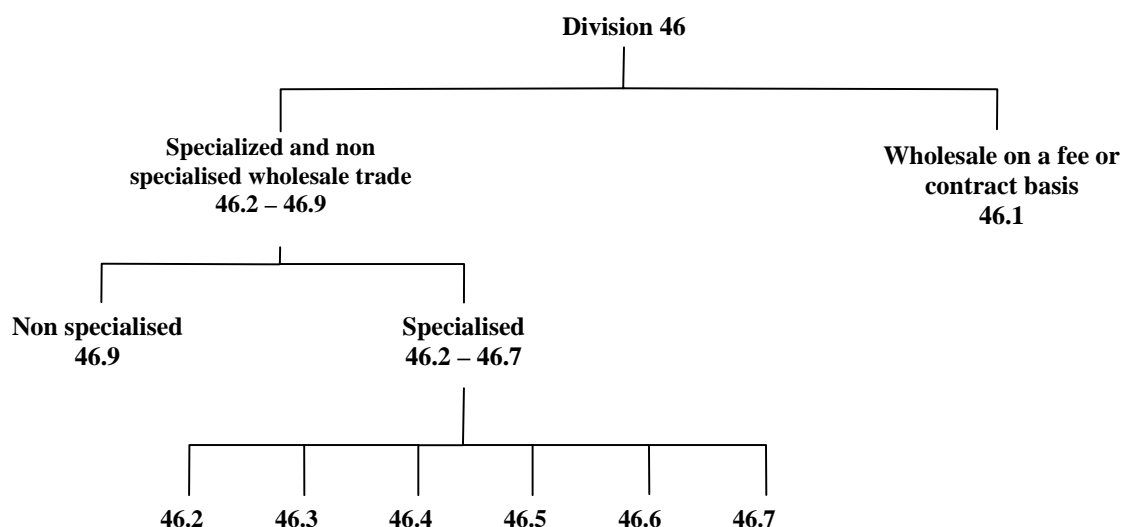 Division 46
Specialized and non
specialised wholesale trade
46.2 – 46.9
Wholesale on a fee or
contract basis
46.1
Non specialised
46.9
Specialised
46.2 – 46.7
46.2 46.3 46.4 46.5 46.6 46.7